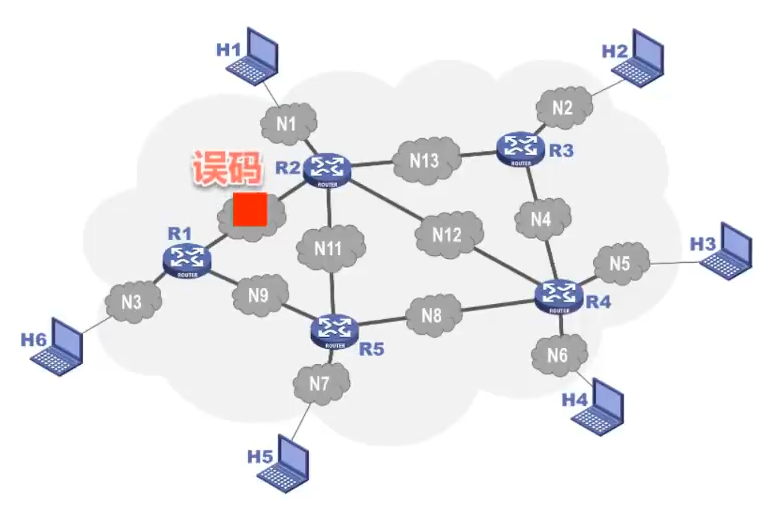 H1
H2
N1
N2
R2
N13
R3
误码
ROUTER
ROUTER
R1
N11
N12
N4
H3
N5
ROUTER
N3
N9
R4
ROUTER
N8
H6
R5
ROUTER
N6
N7
H4
H5